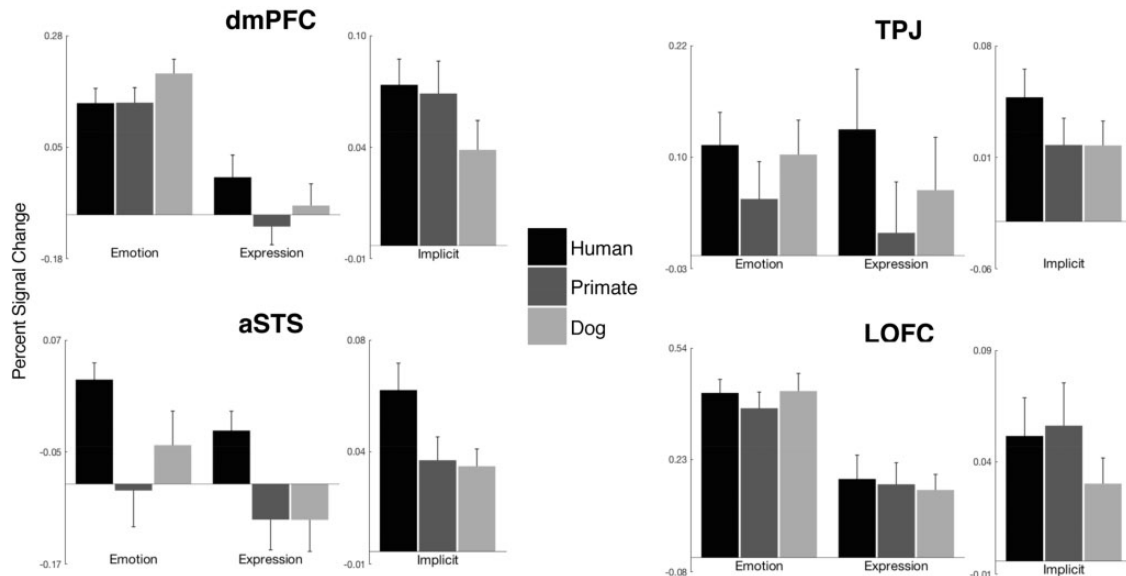 dmPFC
0.28
0.05
-0.18
Emotion
Expression
0.10
0.04
-0.01
Implicit
TPJ
0.22
0.10
-0.03
Emotion
Expression
0.08
0.01
-0.06
Implicit
Percent Signal Change
Human
Primate
Dog
aSTS
0.07
-0.05
-0.17
Emotion
Expression
0.08
0.04
-0.01
Implicit
LOFC
0.54
0.23
-0.08
Emotion
Expression
0.09
0.04
-0.01
Implicit